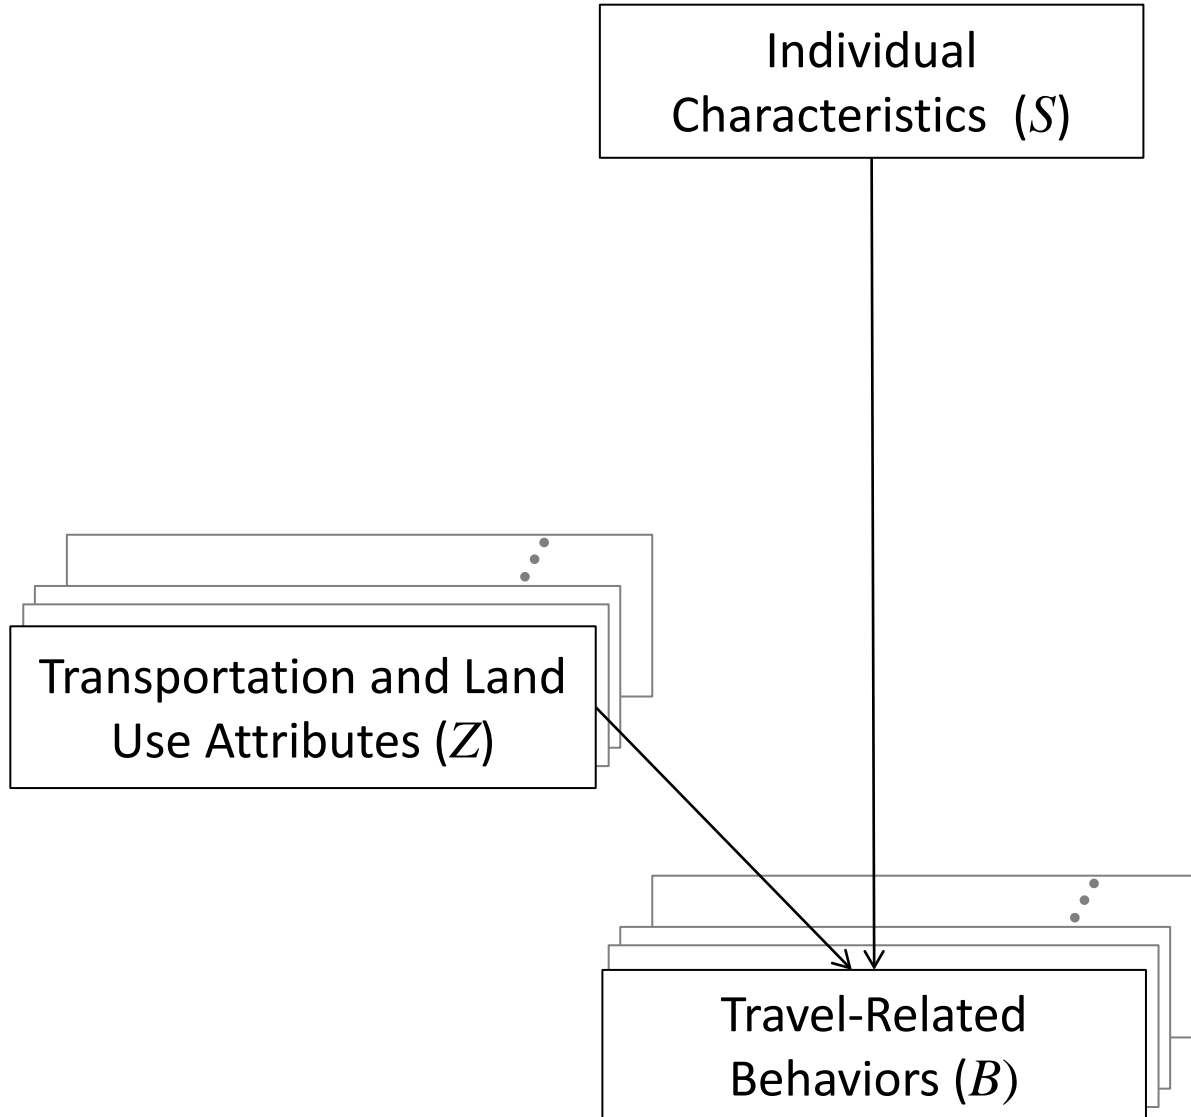 Individual
Characteristics (S)
Transportation and Land
Use Attributes (Z)
Travel-Related
Behaviors (B)